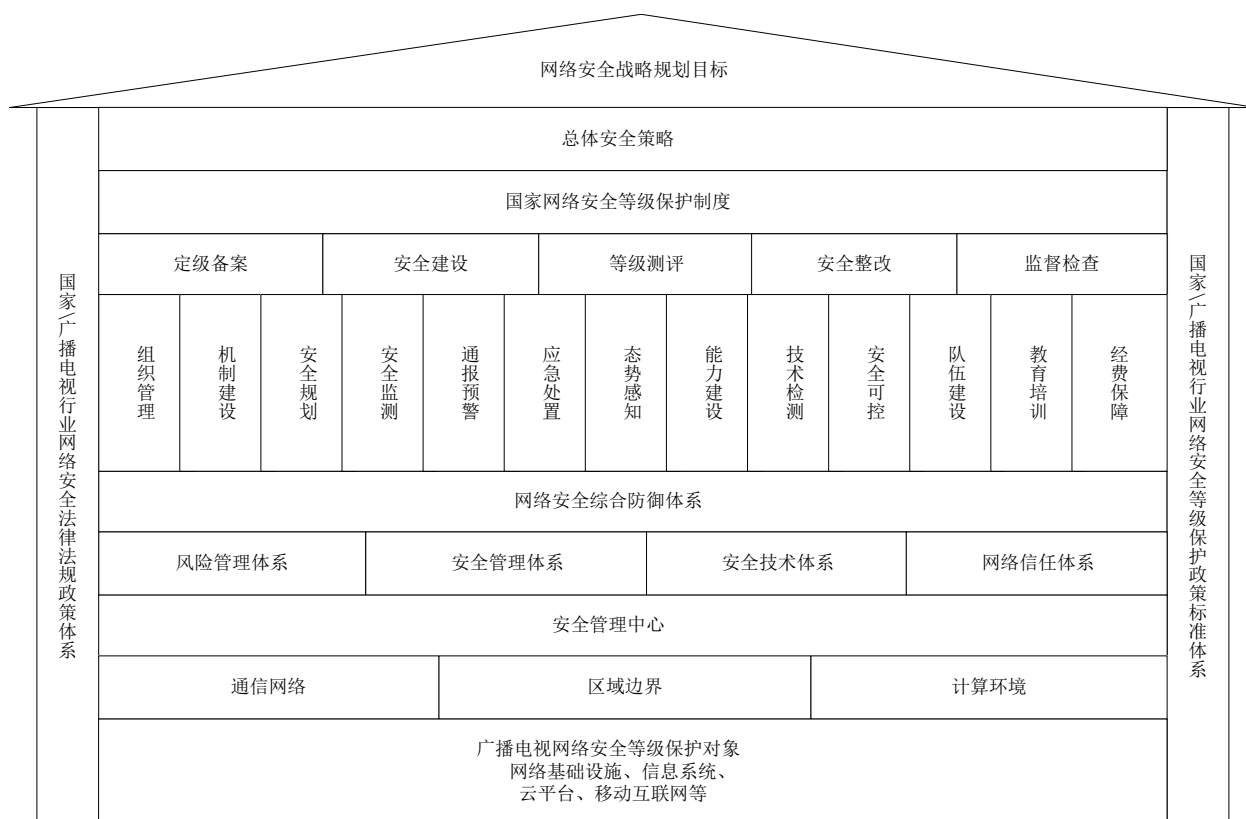 网络安全战略规划目标
总体安全策略
国家网络安全等级保护制度
定级备案
安全建设
等级测评
安全整改
监督检查
国家\广播电视行业网络安全法律法规政策体系
组织管理
机制建设
安全规划
安全监测
通报预警
应急处置
态势感知
能力建设
技术检测
安全可控
队伍建设
教育培训
经费保障
国家\广播电视行业网络安全等级保护政策标准体系
网络安全综合防御体系
风险管理体系
安全管理体系
安全技术体系
网络信任体系
安全管理中心
通信网络
区域边界
计算环境
广播电视网络安全等级保护对象
网络基础设施、信息系统、
云平台、移动互联网等